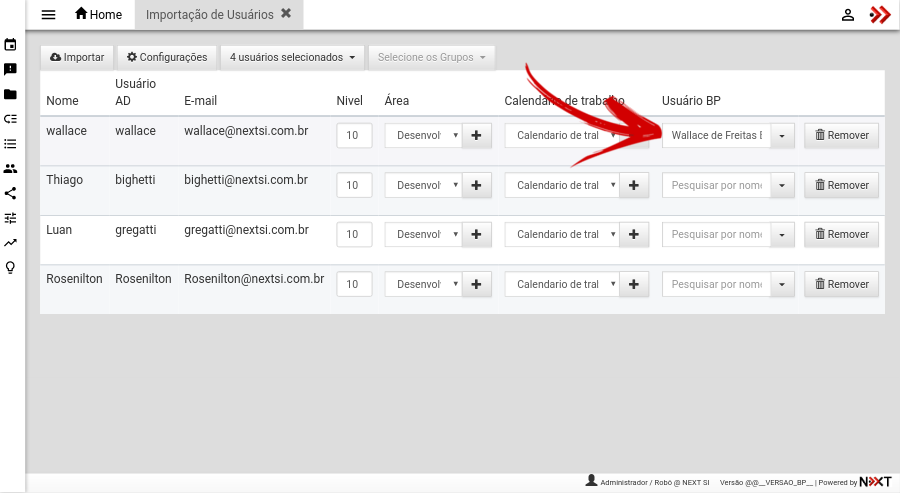 Home Importação de Usuários
Importar Configurações 4 usuários selecionados Selecione os Grupos
Nome Usuário AD E-mail Nivel Área Calendário de trabalho Usuário BP
wallace wallace wallace@nextsi.com.br 10 Desenvol Calendario de tral Wallace de Freitas Remover
Thiago bighetti bighetti@nextsi.com.br 10 Desenvol Calendario de tral Pesquisar por nome Remover
Luan gregatti gregatti@nextsi.com.br 10 Desenvol Calendario de tral Pesquisar por nome Remover
Rosenilton Rosenilton Rosenilton@nextsi.com.br 10 Desenvol Calendario de tral Pesquisar por nome Remover
Administrador / Robô @ NEXT SI Versão @@__VERSAO_BP__ | Powered by NEXT